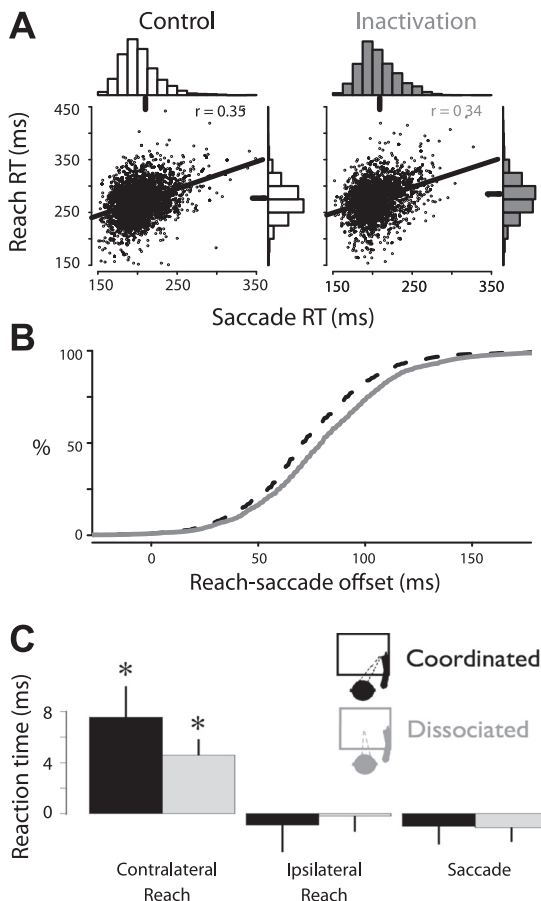 A
Control
Inactivation
r = 0.35
r = 0.34
Reach RT (ms)
450
350
250
150
150 250 350
150 250 350
Saccade RT (ms)
B
100
%
50
0
0 50 100 150
Reach-saccade offset (ms)
C
*
*
Coordinated
Dissociated
Reaction time (ms)
8
4
0
Contralateral
Reach
Ipsilateral
Reach
Saccade